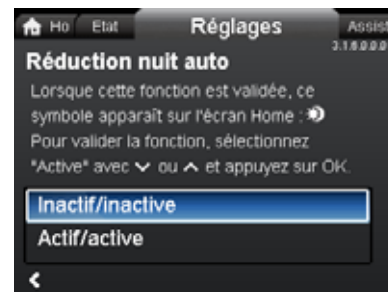 Ho Etat Réglages Assist
3.1.6.0.0.0
Réduction nuit auto
Lorsque cette fonction est validée, ce
symbole apparaît sur l'écran Home :
Pour valider la fonction, sélectionnez
"Active" avec ou et appuyez sur OK.
Inactif/inactive
Actif/active